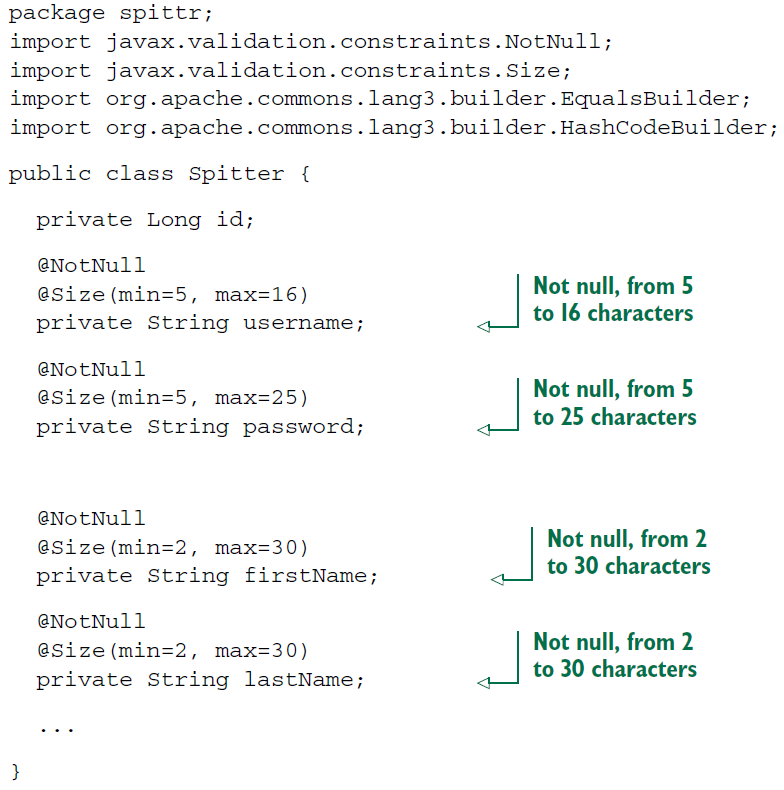 package spittr;
import javax.validation.constraints.NotNull;
import javax.validation.constraints.Size;
import org.apache.commons.lang3.builder.EqualsBuilder;
import org.apache.commons.lang3.builder.HashCodeBuilder;
public class Spitter {
private Long id;
@NotNull
@Size(min=5, max=16)
private String username;
Not null, from 5
to 16 characters
@NotNull
@Size(min=5, max=25)
private String password;
Not null, from 5
to 25 characters
@NotNull
@Size(min=2, max=30)
private String firstName;
Not null, from 2
to 30 characters
@NotNull
@Size(min=2, max=30)
private String lastName;
Not null, from 2
to 30 characters
...
}